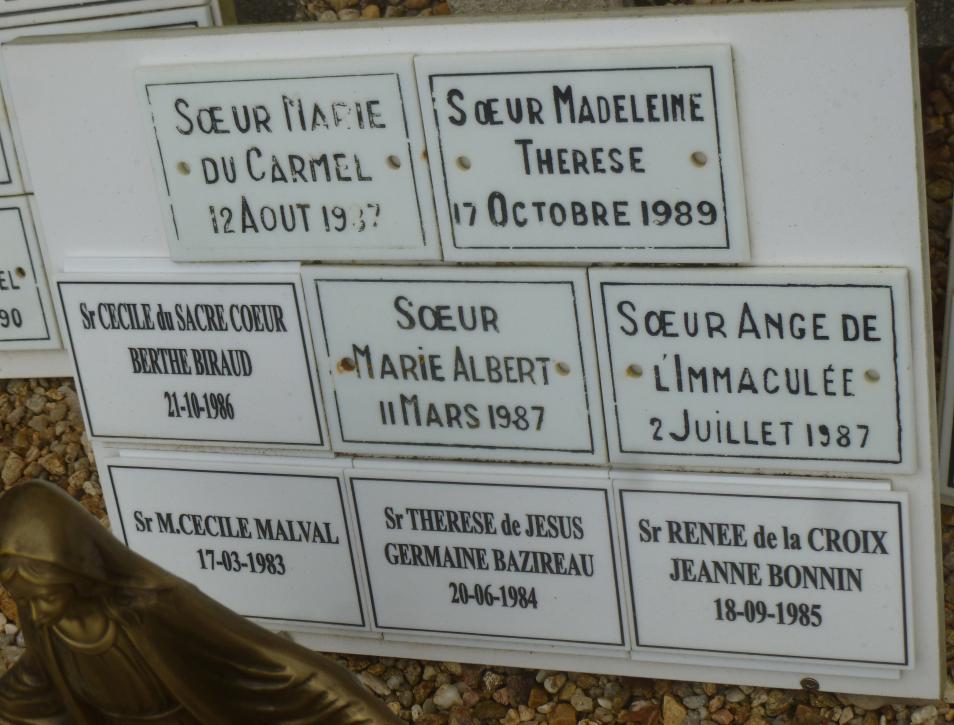 SŒUR MARIE
DU CARMEL
12 AOUT 1987
SŒUR MADELEINE
THERESE
17 OCTOBRE 1989
EL
90
Sr CECILE du SACRE COEUR
BERTHE BIRAUD
21-10-1986
SŒUR
MARIE ALBERT
11 MARS 1987
SŒUR ANGE DE
L'IMMACULÉE
2 JUILLET 1987
Sr M.CECILE MALVAL
17-03-1983
Sr THERESE de JESUS
GERMAINE BAZIREAU
20-06-1984
Sr RENEE de la CROIX
JEANNE BONNIN
18-09-1985